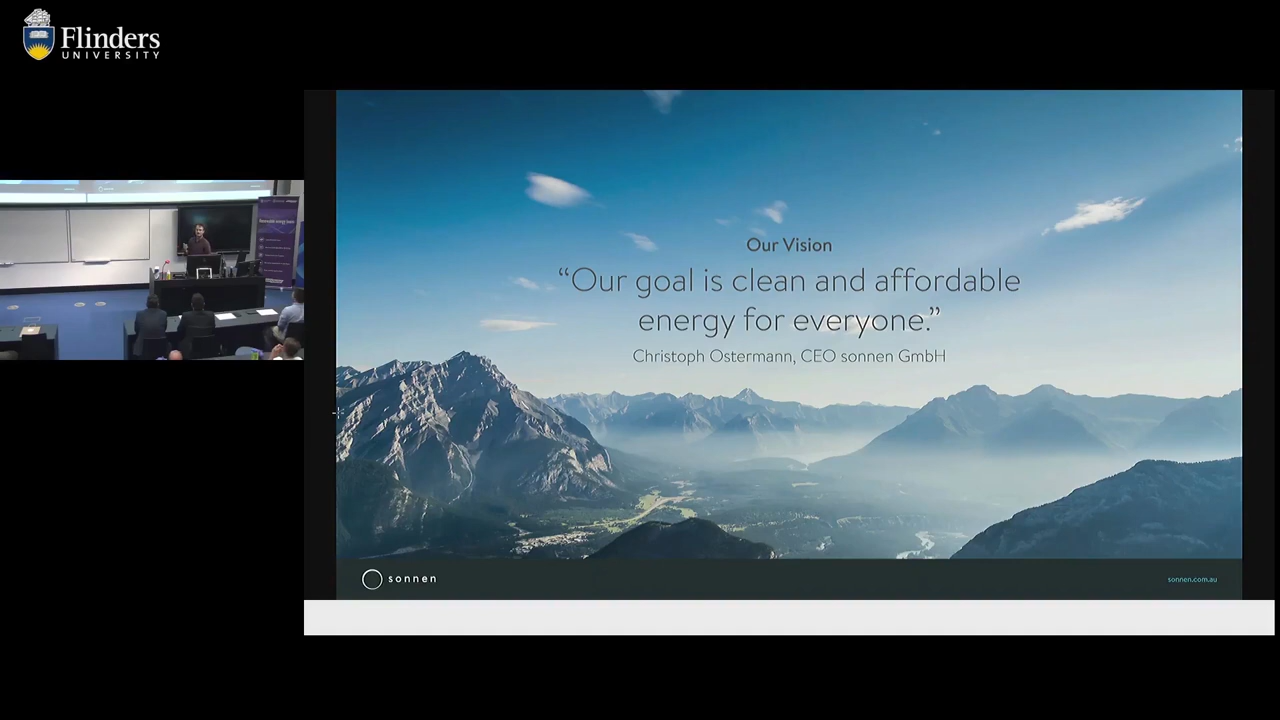 Flinders
UNIVERSITY
Our Vision
“Our goal is clean and affordable
energy for everyone.”
Christoph Ostermann, CEO sonnen GmbH
sonnen
sonnen.com.au